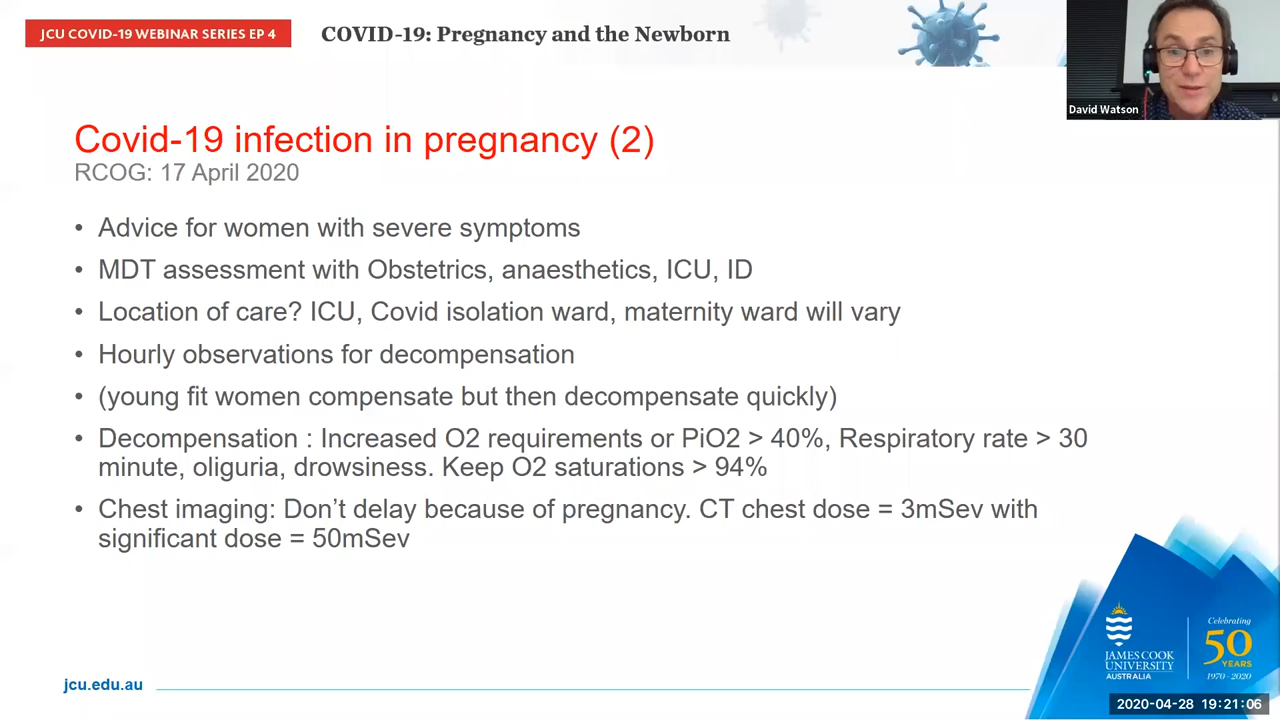 JCU COVID-19 WEBINAR SERIES EP 4
COVID-19: Pregnancy and the Newborn
David Watson
Covid-19 infection in pregnancy (2)
RCOG: 17 April 2020
• Advice for women with severe symptoms
• MDT assessment with Obstetrics, anaesthetics, ICU, ID
• Location of care? ICU, Covid isolation ward, maternity ward will vary
• Hourly observations for decompensation
• (young fit women compensate but then decompensate quickly)
• Decompensation : Increased O2 requirements or PiO2 > 40%, Respiratory rate > 30
minute, oliguria, drowsiness. Keep O2 saturations > 94%
• Chest imaging: Don't delay because of pregnancy. CT chest dose = 3mSev with
significant dose = 50mSev
jcu.edu.au
JAMES COOK
UNIVERSITY
AUSTRALIA
Celebrating
50
YEARS
1970 - 2020
2020-04-28 19:21:06